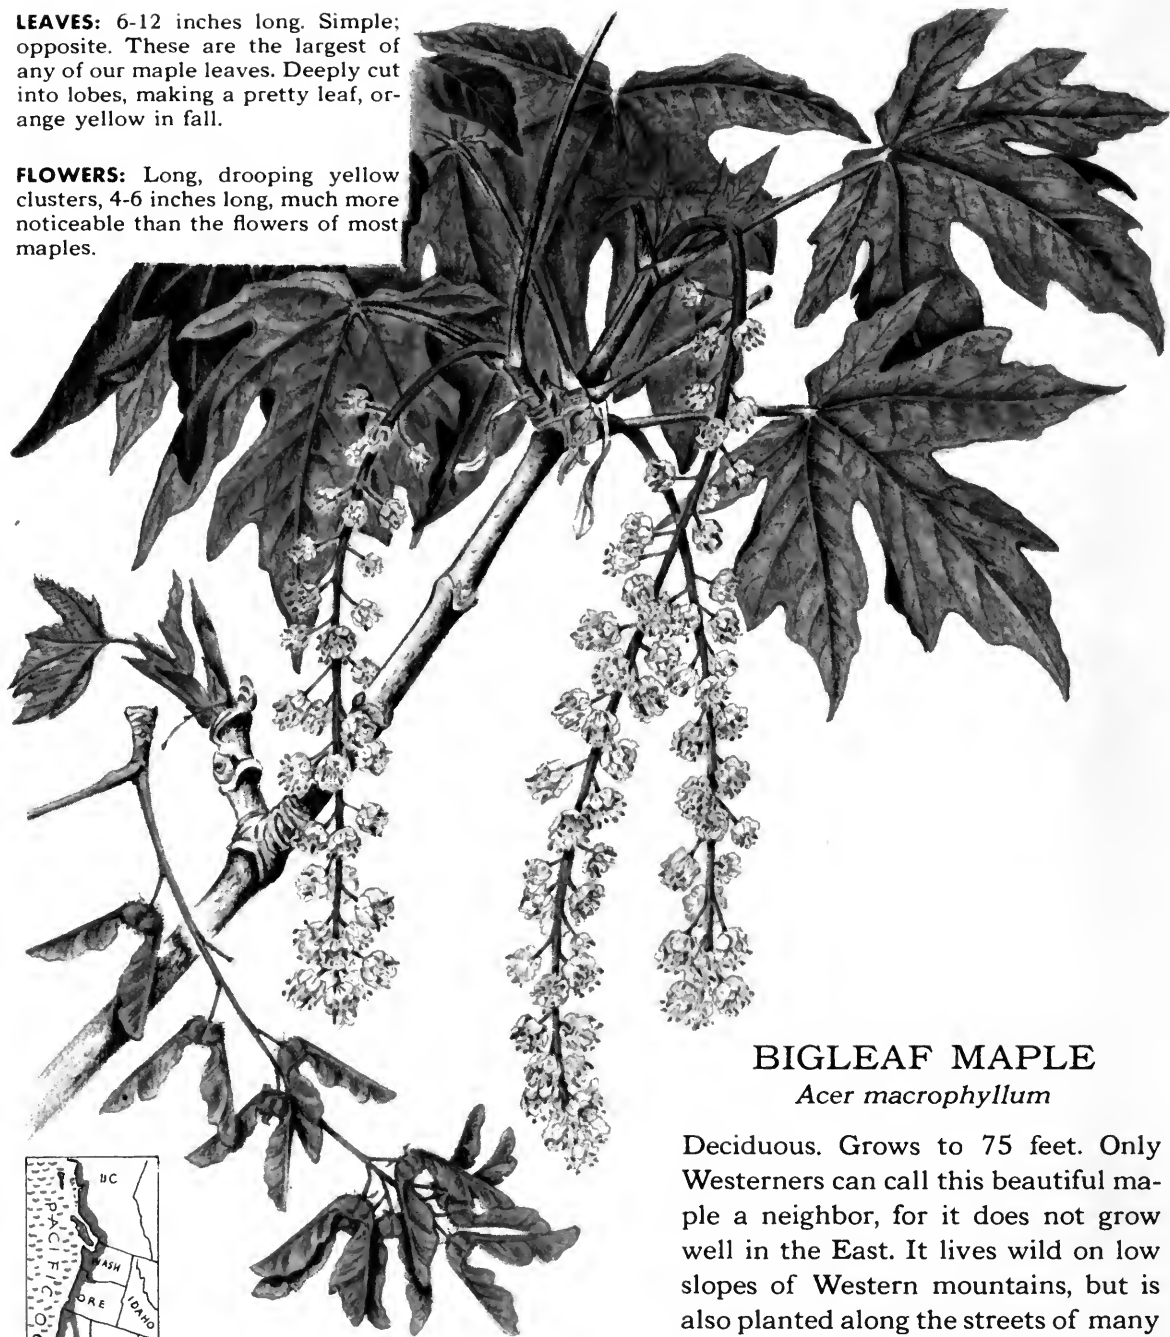 LEAVES: 6-12 inches long. Simple;
opposite. These are the largest of
any of our maple leaves. Deeply cut
into lobes, making a pretty leaf, or-
ange yellow in fall.
FLOWERS: Long, drooping yellow
clusters, 4-6 inches long, much more
noticeable than the flowers of most
maples.
BIGLEAF MAPLE
Acer macrophyllum
Deciduous. Grows to 75 feet. Only
Westerners can call this beautiful ma-
ple a neighbor, for it does not grow
well in the East. It lives wild on low
slopes of Western mountains, but is
also planted along the streets of many
BC
PACIFIC
WASH
ORE
IDAHO